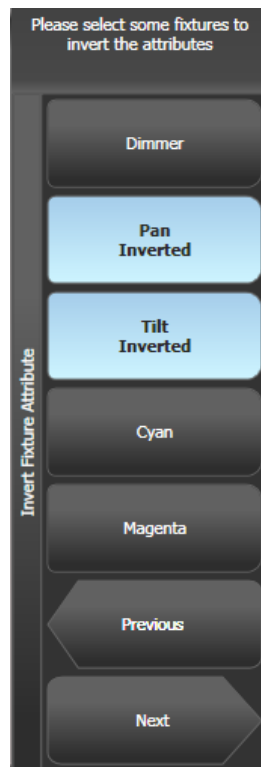 Please select some fixtures to
invert the attributes
Invert Fixture Attribute
Dimmer
Pan
Inverted
Tilt
Inverted
Cyan
Magenta
Previous
Next